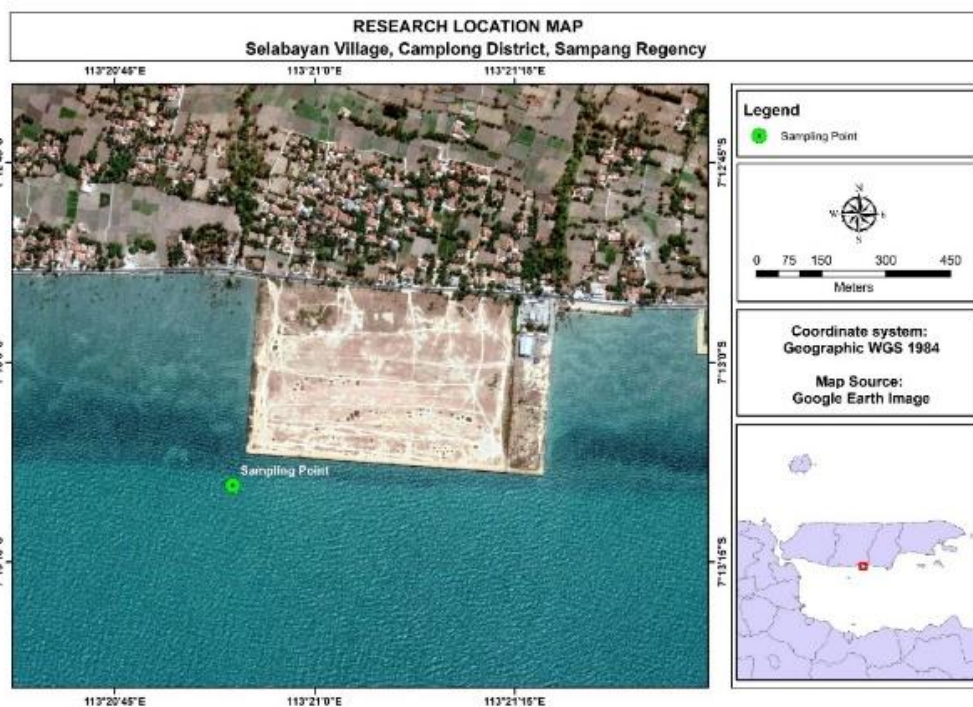 RESEARCH LOCATION MAP
Selabayan Village, Camplong District, Sampang Regency
113°20'45"E 113°21'0"E 113°21'15"E
7°12'45"S
7°13'0"S
7°13'15"S
Sampling Point
113°20'45"E 113°21'0"E 113°21'15"E
Legend
Sampling Point
N
W E
S
0 75 150 300 450
Meters
Coordinate system:
Geographic WGS 1984
Map Source:
Google Earth Image